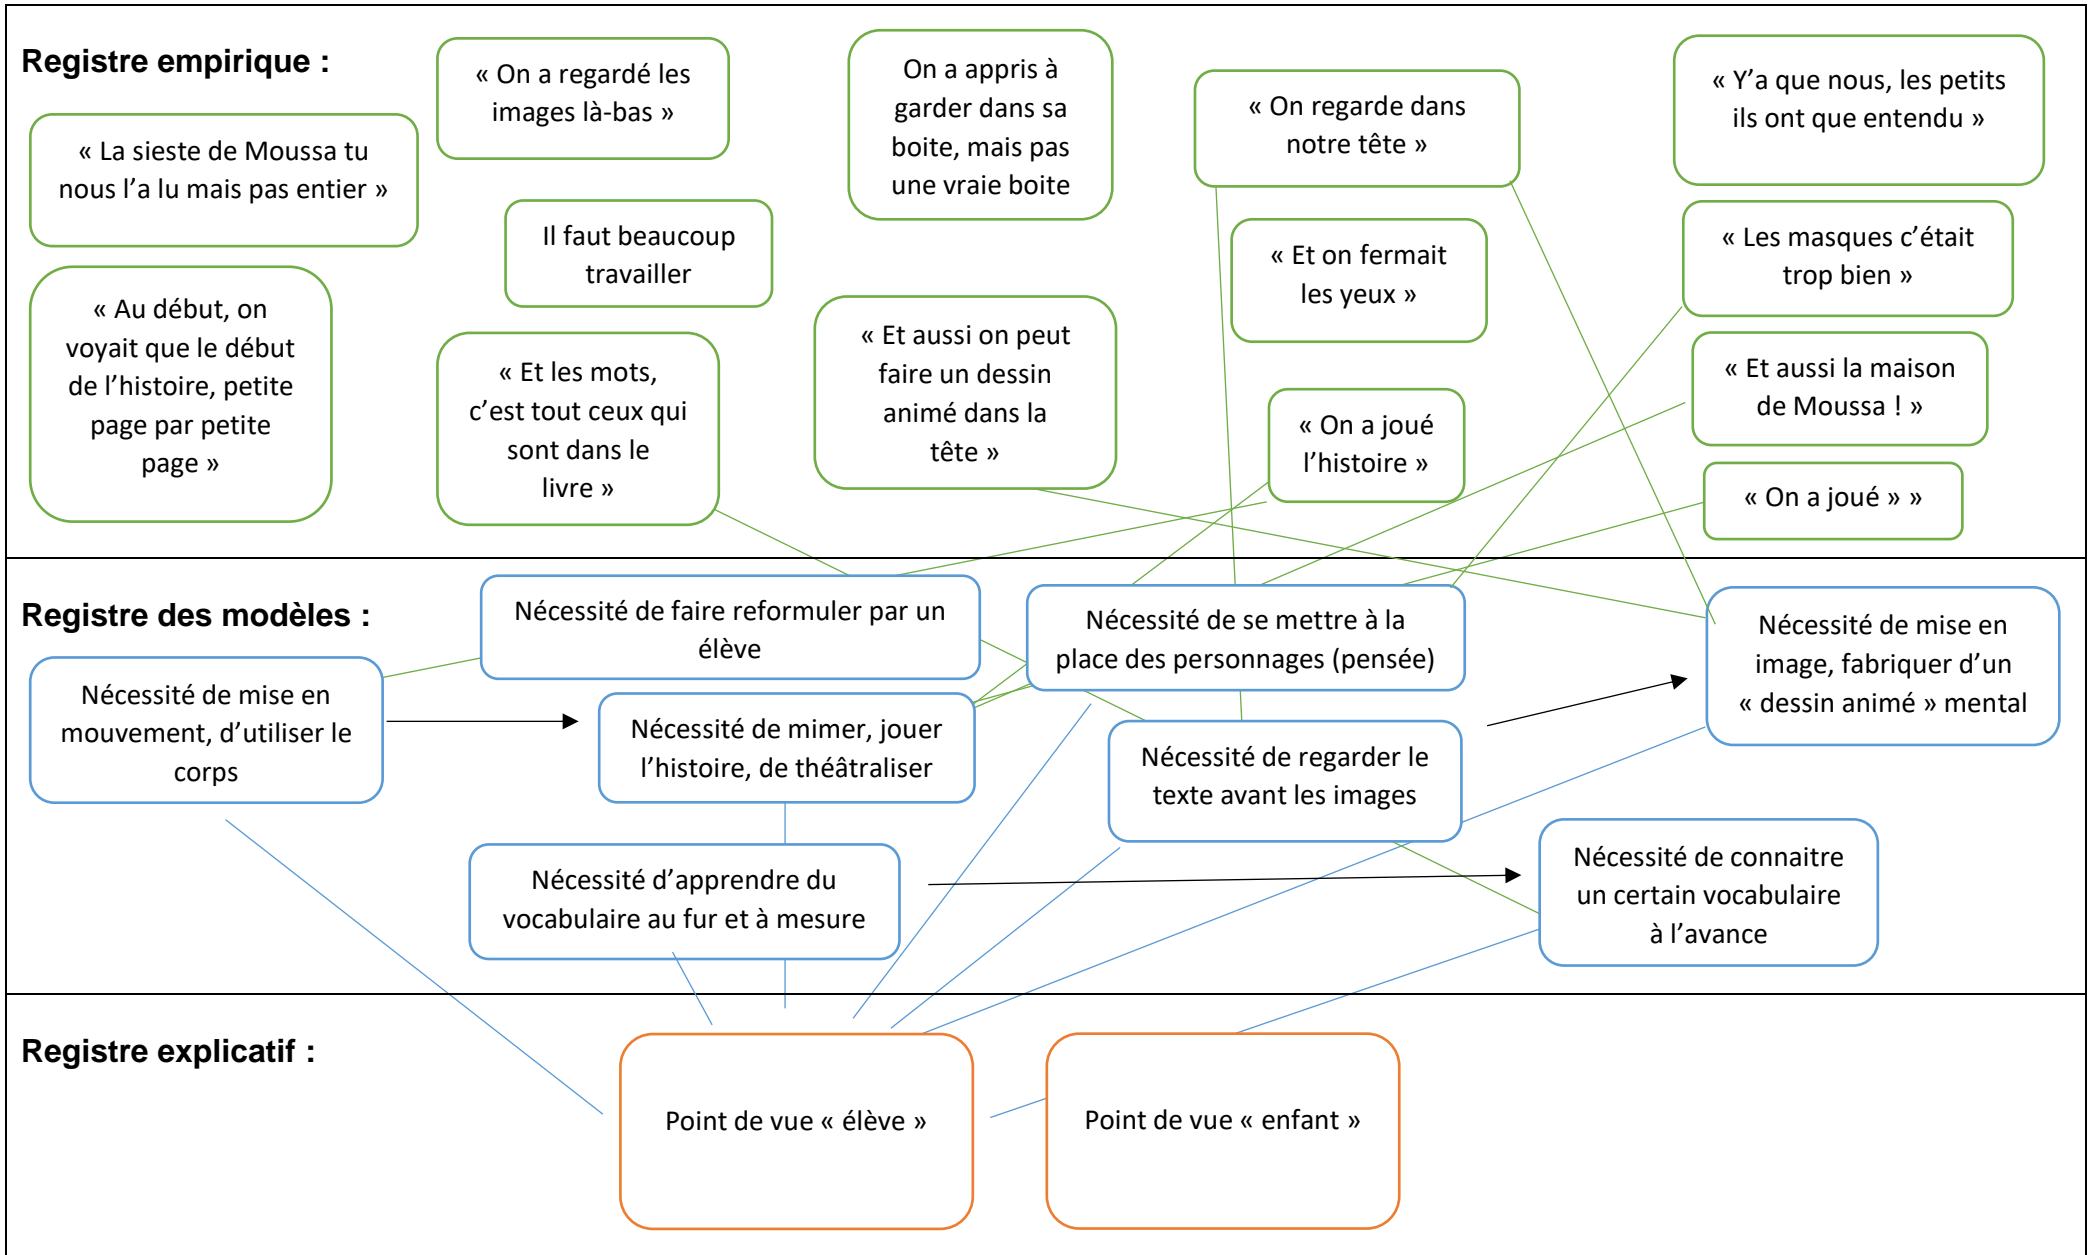 Registre empirique :
« On a regardé les
images là-bas »
On a appris à
garder dans sa
boite, mais pas
une vraie boite
« On regarde dans
notre tête »
« Y’a que nous, les petits
ils ont que entendu »
« La sieste de Moussa tu
nous l’a lu mais pas entier »
Il faut beaucoup
travailler
« Et on fermait
les yeux »
« Les masques c’était
trop bien »
« Au début, on
voyait que le début
de l’histoire, petite
page par petite
page »
« Et les mots,
c’est tout ceux qui
sont dans le
livre »
« Et aussi on peut
faire un dessin
animé dans la
tête »
« On a joué
l’histoire »
« Et aussi la maison
de Moussa ! »
« On a joué » »
Registre des modèles :
Nécessité de faire reformuler par un
élève
Nécessité de se mettre à la
place des personnages (pensée)
Nécessité de mise en
image, fabriquer d’un
« dessin animé » mental
Nécessité de mise en
mouvement, d’utiliser le
corps
Nécessité de mimer, jouer
l’histoire, de théâtraliser
Nécessité de regarder le
texte avant les images
Nécessité d’apprendre du
vocabulaire au fur et à mesure
Nécessité de connaitre
un certain vocabulaire
à l’avance
Registre explicatif :
Point de vue « élève »
Point de vue « enfant »